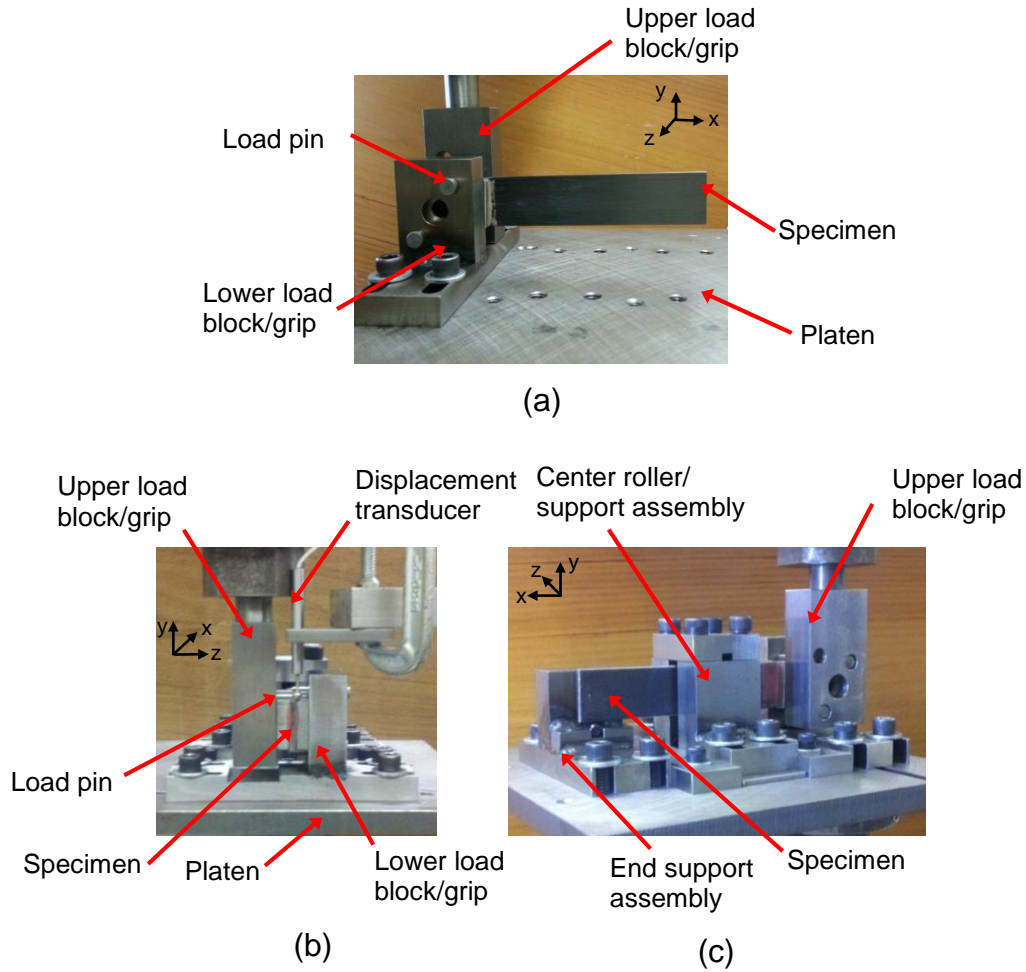 Upper load
block/grip
Load pin
y
x
z
Specimen
Lower load
block/grip
Platen
(a)
Upper load
block/grip
Displacement
transducer
Center roller/
support assembly
Upper load
block/grip
y
x
z
z
y
x
Load pin
Specimen
Platen
Lower load
block/grip
End support
assembly
Specimen
(b)
(c)